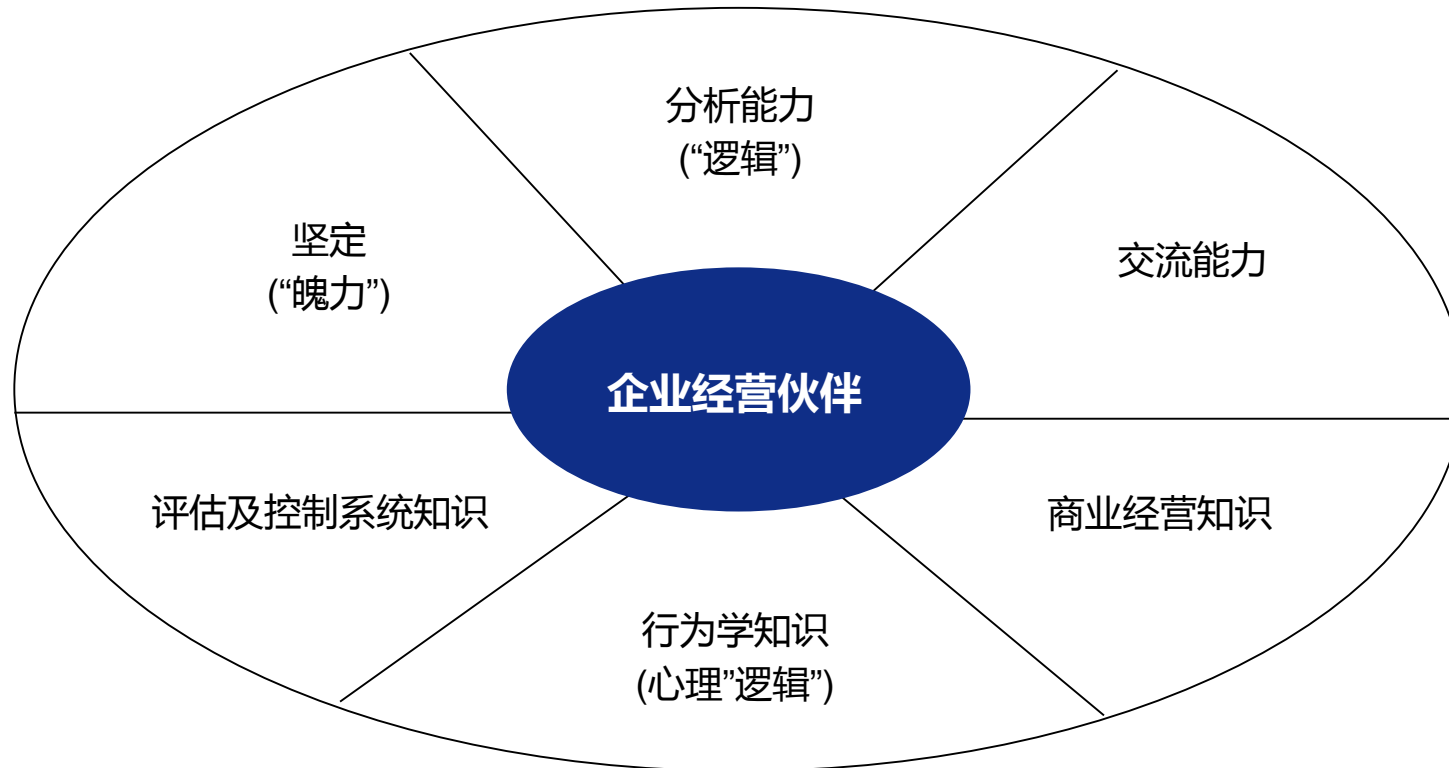 分析能力
(“逻辑”)
坚定
(“魄力”)
交流能力
企业经营伙伴
评估及控制系统知识
商业经营知识
行为学知识
(心理”逻辑”)